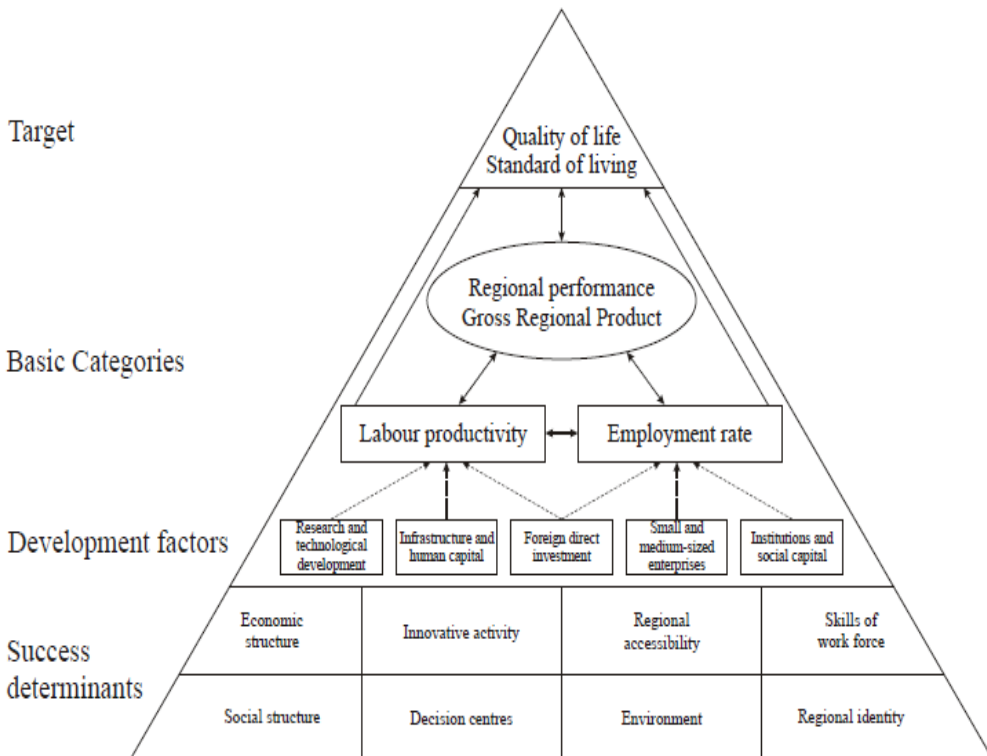 Target
Quality of life
Standard of living
Regional performance
Gross Regional Product
Basic Categories
Labour productivity
Employment rate
Development factors
Research and
technological
development
Infrastructure and
human capital
Foreign direct
investment
Small and
medium-sized
enterprises
Institutions and
social capital
Success
determinants
Economic
structure
Innovative activity
Regional
accessibility
Skills of
work force
Social structure
Decision centres
Environment
Regional identity